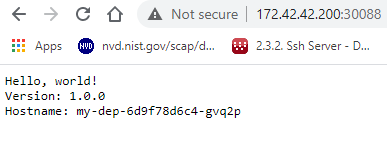 Not secure | 172.42.42.200:30088
Apps NVD nvd.nist.gov/scap/d... 2.3.2. Ssh Server - D...
Hello, world!
Version: 1.0.0
Hostname: my-dep-6d9f78d6c4-gvq2p